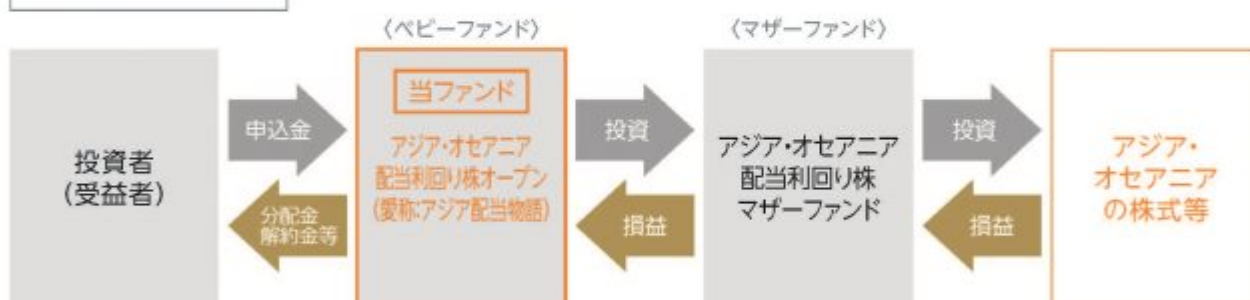 〈ベビーファンド〉
〈マザーファンド〉
投資者
(受益者)
申込金
分配金
解約金等
当ファンド
アジア・オセアニア
配当利回り株オープン
(愛称:アジア配当物語)
投資
損益
アジア・オセアニア
配当利回り株
マザーファンド
投資
損益
アジア・
オセアニア
の株式等